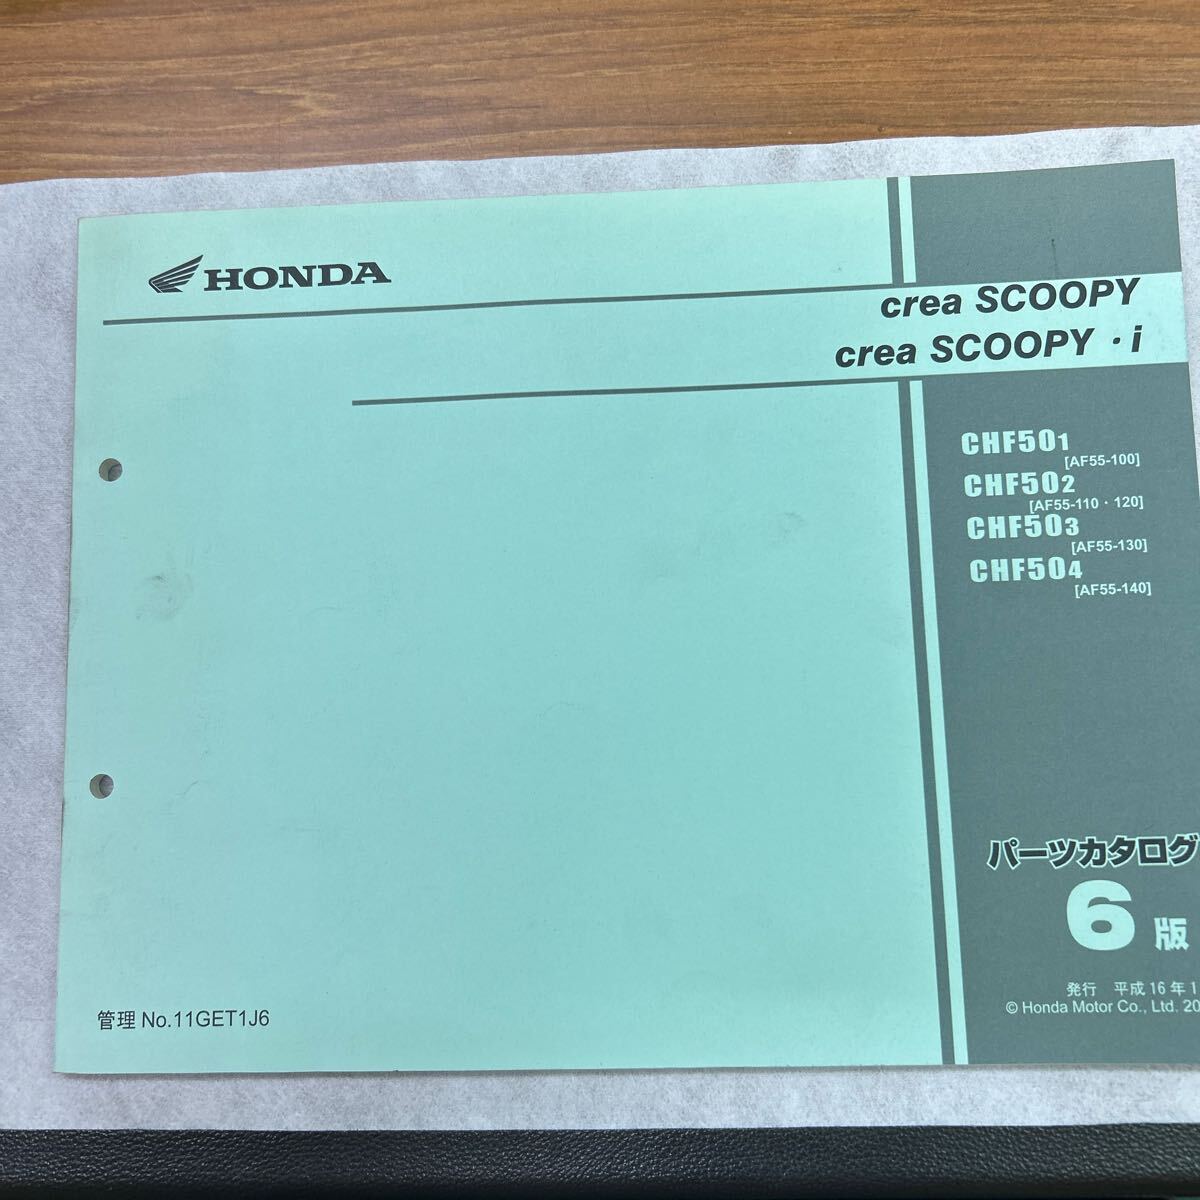 HONDA
crea SCOOPY
crea SCOOPY・i
CHF501
[AF55-100]
CHF502
[AF55-110・120]
CHF503
[AF55-130]
CHF504
[AF55-140]
パーツカタログ
6版
発行 平成16年1
© Honda Motor Co., Ltd. 20
管理 No.11GET1J6